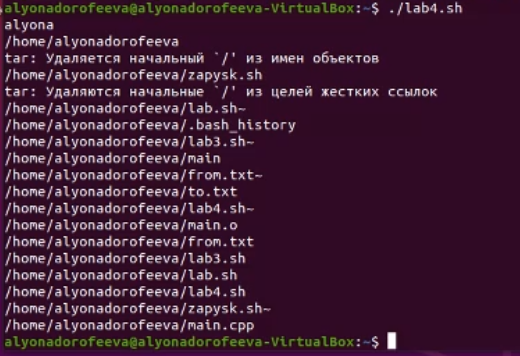 alyonadorofeeva@alyonadorofeeva-VirtualBox:~$ ./lab4.sh
alyona
/home/alyonadorofeeva
tar: Удаляется начальный `/' из имен объектов
/home/alyonadorofeeva/zapysk.sh
tar: Удаляются начальные `/' из целей жестких ссылок
/home/alyonadorofeeva/lab.sh~
/home/alyonadorofeeva/.bash_history
/home/alyonadorofeeva/lab3.sh~
/home/alyonadorofeeva/main
/home/alyonadorofeeva/from.txt~
/home/alyonadorofeeva/to.txt
/home/alyonadorofeeva/lab4.sh~
/home/alyonadorofeeva/main.o
/home/alyonadorofeeva/from.txt
/home/alyonadorofeeva/lab3.sh
/home/alyonadorofeeva/lab.sh
/home/alyonadorofeeva/lab4.sh
/home/alyonadorofeeva/zapysk.sh~
/home/alyonadorofeeva/main.cpp
alyonadorofeeva@alyonadorofeeva-VirtualBox:~$